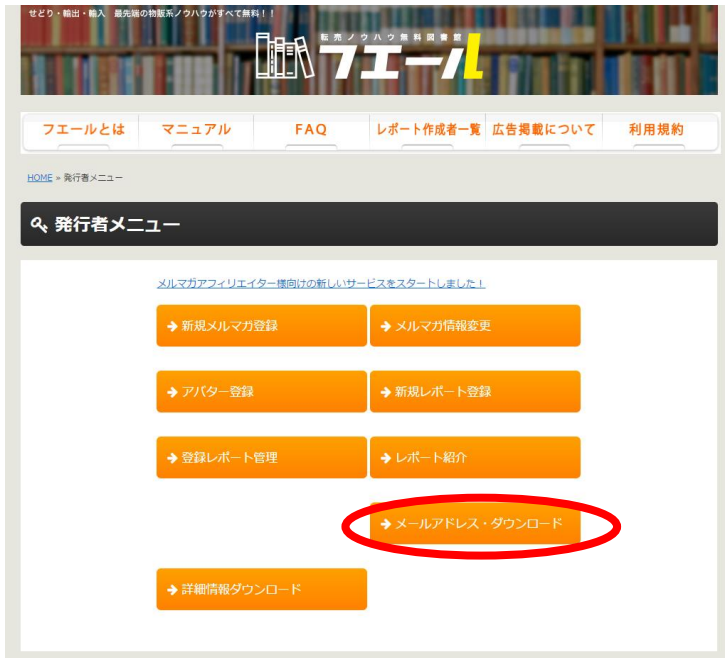 せどり・輸出・輸入　最先端の物販系ノウハウがすべて無料！！
転売ノウハウ無料図書館
フエール
フエールとは
マニュアル
FAQ
レポート作成者一覧
広告掲載について
利用規約
HOME » 発行者メニュー
発行者メニュー
メルマガアフィリエイター様向けの新しいサービスをスタートしました！
新規メルマガ登録
メルマガ情報変更
アバター登録
新規レポート登録
登録レポート管理
レポート紹介
メールアドレス・ダウンロード
詳細情報ダウンロード